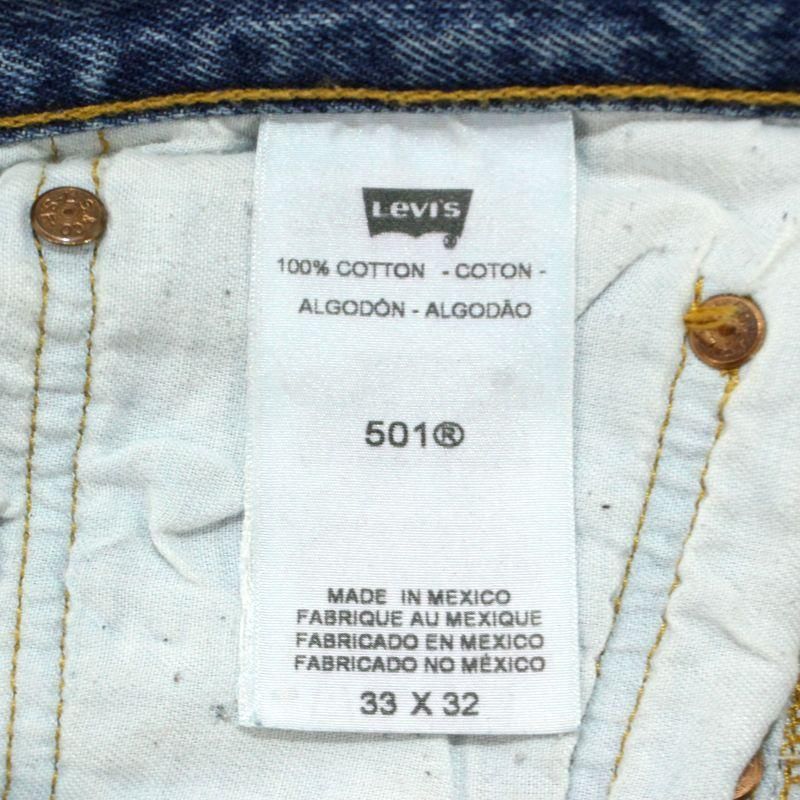 Levi's
®
100% COTTON - COTON -
ALGODÓN - ALGODÃO
501®
MADE IN MEXICO
FABRIQUE AU MEXIQUE
FABRICADO EN MEXICO
FABRICADO NO MÉXICO
33 X 32